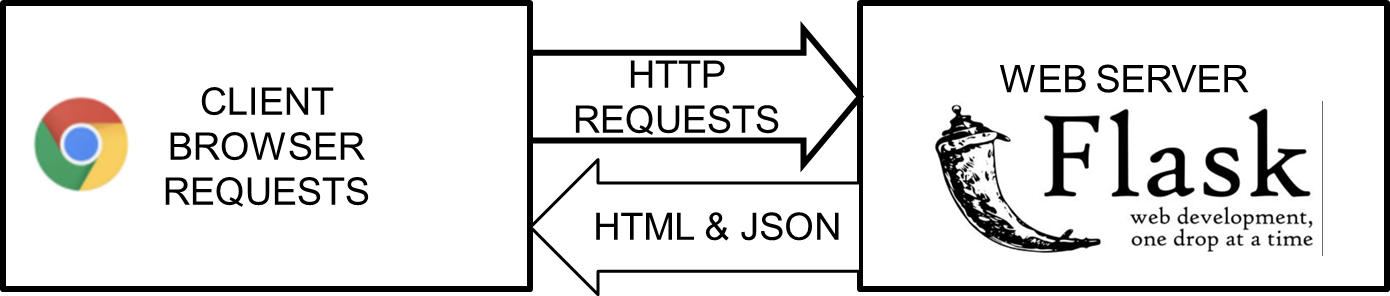 CLIENT
BROWSER
REQUESTS
HTTP
REQUESTS
HTML & JSON
WEB SERVER
Flask
web development,
one drop at a time